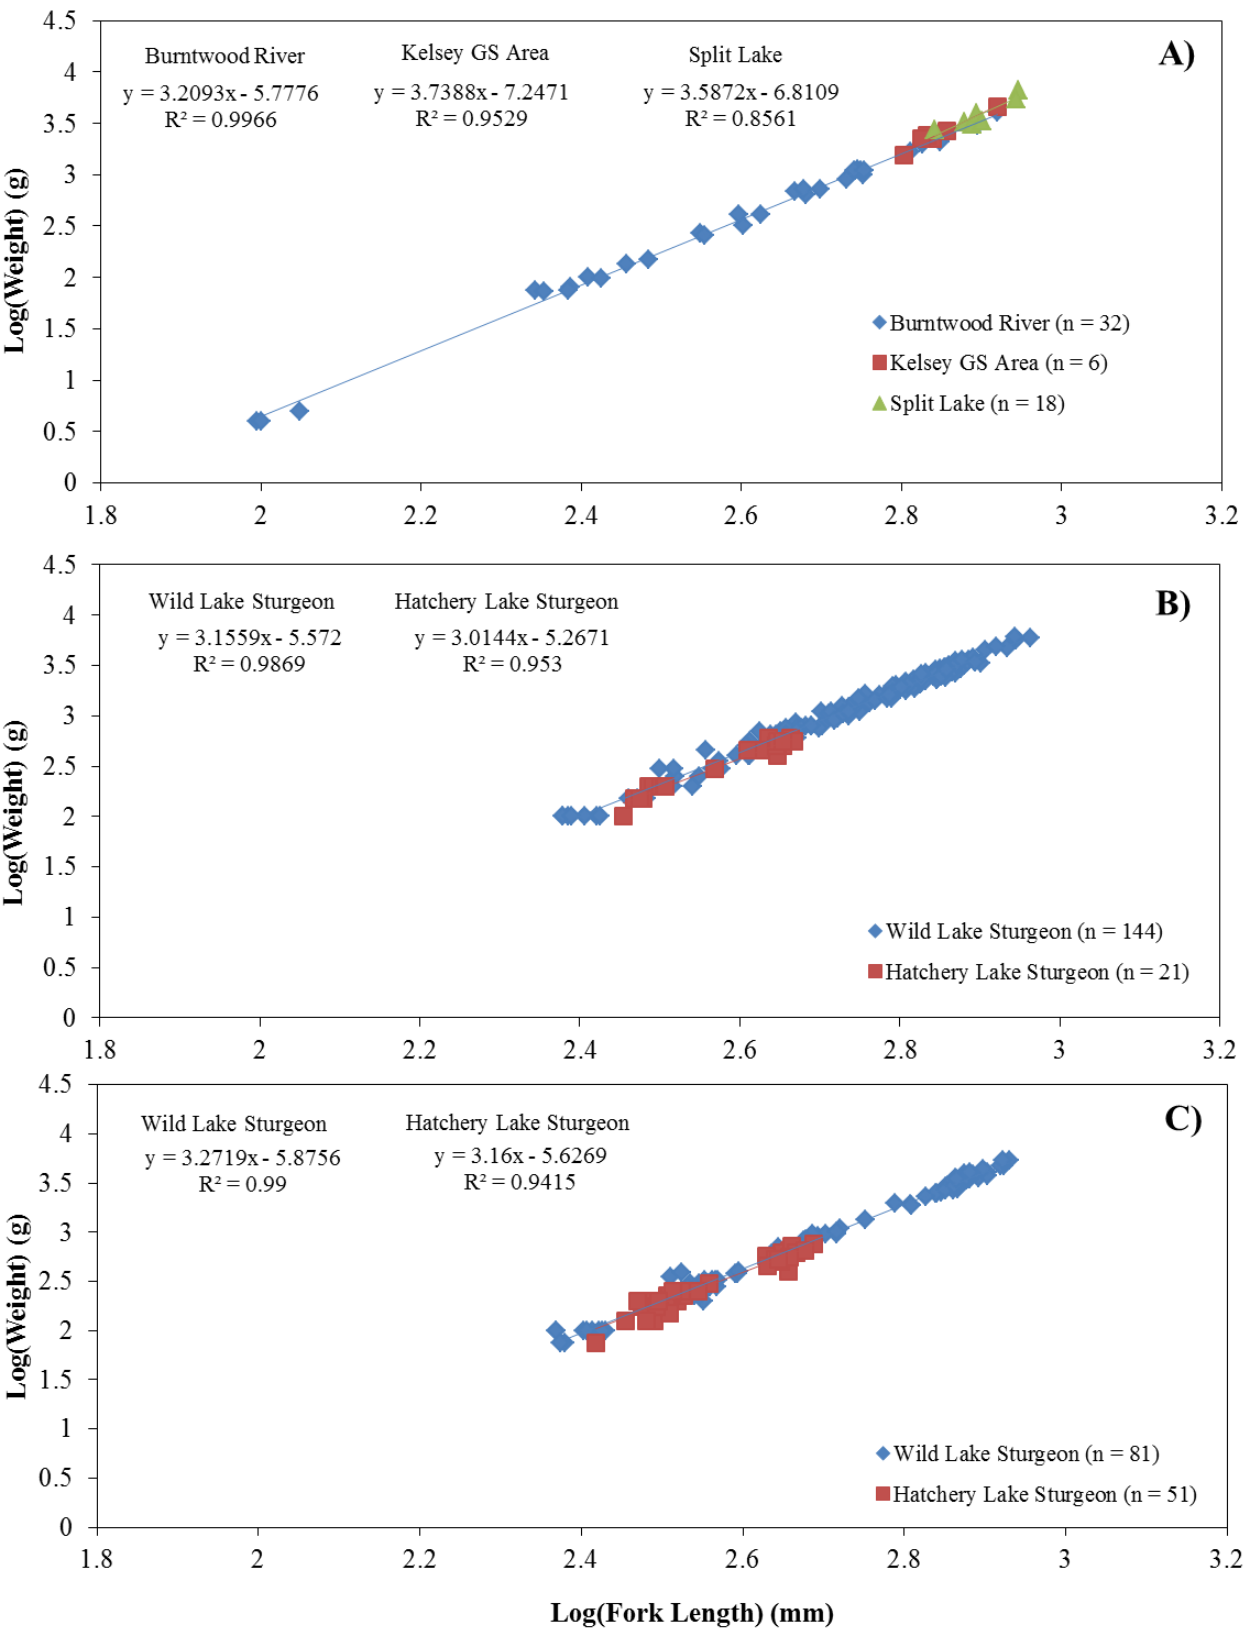 A)
Burntwood River Kelsey GS Area Split Lake
y = 3.2093x - 5.7776 y = 3.7388x - 7.2471 y = 3.5872x - 6.8109
R² = 0.9966 R² = 0.9529 R² = 0.8561
4.5
4
3.5
3
2.5
2
1.5
1
0.5
0
Log(Weight) (g)
Burntwood River (n = 32)
Kelsey GS Area (n = 6)
Split Lake (n = 18)
1.8 2 2.2 2.4 2.6 2.8 3 3.2
B)
Wild Lake Sturgeon Hatchery Lake Sturgeon
y = 3.1559x - 5.572 y = 3.0144x - 5.2671
R² = 0.9869 R² = 0.953
4.5
4
3.5
3
2.5
2
1.5
1
0.5
0
Log(Weight) (g)
Wild Lake Sturgeon (n = 144)
Hatchery Lake Sturgeon (n = 21)
1.8 2 2.2 2.4 2.6 2.8 3 3.2
C)
Wild Lake Sturgeon Hatchery Lake Sturgeon
y = 3.2719x - 5.8756 y = 3.16x - 5.6269
R² = 0.99 R² = 0.9415
4.5
4
3.5
3
2.5
2
1.5
1
0.5
0
Log(Weight) (g)
Wild Lake Sturgeon (n = 81)
Hatchery Lake Sturgeon (n = 51)
1.8 2 2.2 2.4 2.6 2.8 3 3.2
Log(Fork Length) (mm)